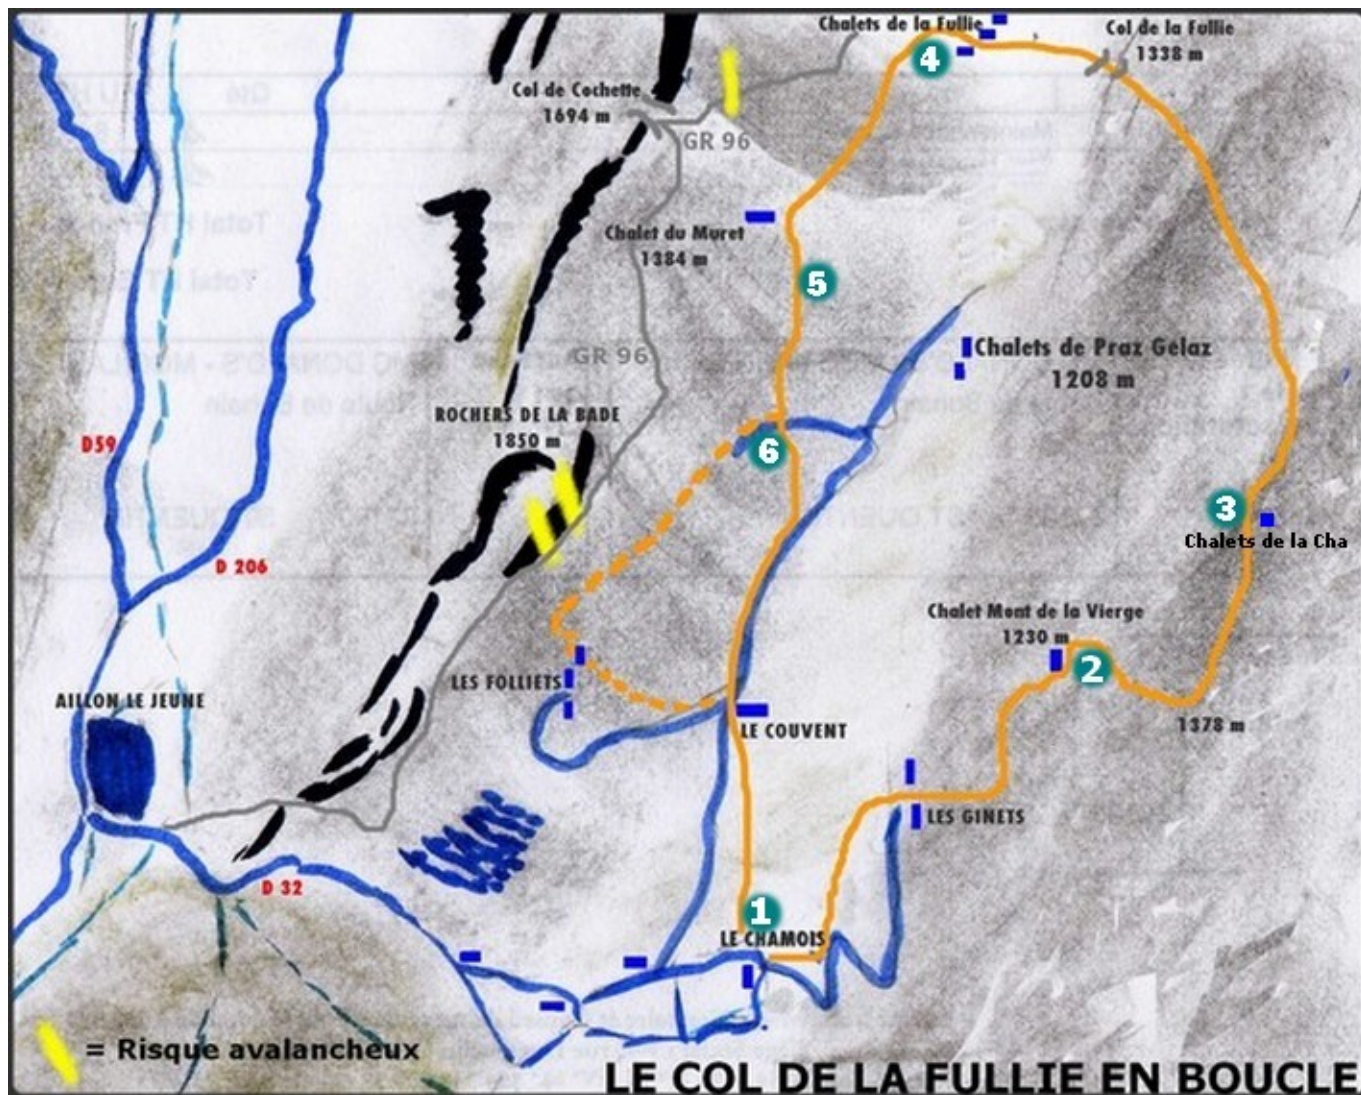 Chalets de la Fullie
Col de la Fullie
1338 m
4
Col de Cochette
1694 m
GR 96
Chalet du Muret
1384 m
5
GR 96
Chalets de Praz Gelaz
1208 m
ROCHERS DE LA BADE
1850 m
D59
6
3
Chalets de la Cha
D 206
Chalet Mont de la Vierge
1230 m
2
LES FOLLIETS
AILLON LE JEUNE
LE COUVENT
1378 m
LES GINETS
D 32
1
LE CHAMOIS
= Risque avalancheux
LE COL DE LA FULLIE EN BOUCLE